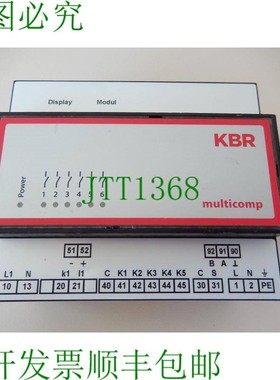 图必究
Display Modul
KBR
Power
1 2 3 4 5 6
JTT1368
multicomp
51 52
- +
92 91 90
B A ⊥
L1 N k1 l1 C K1 K2 K3 K4 K5 C S L N
10 13 20 21 40 41 42 43 44 45 30 31 1 2 PE
开发票顺丰包邮